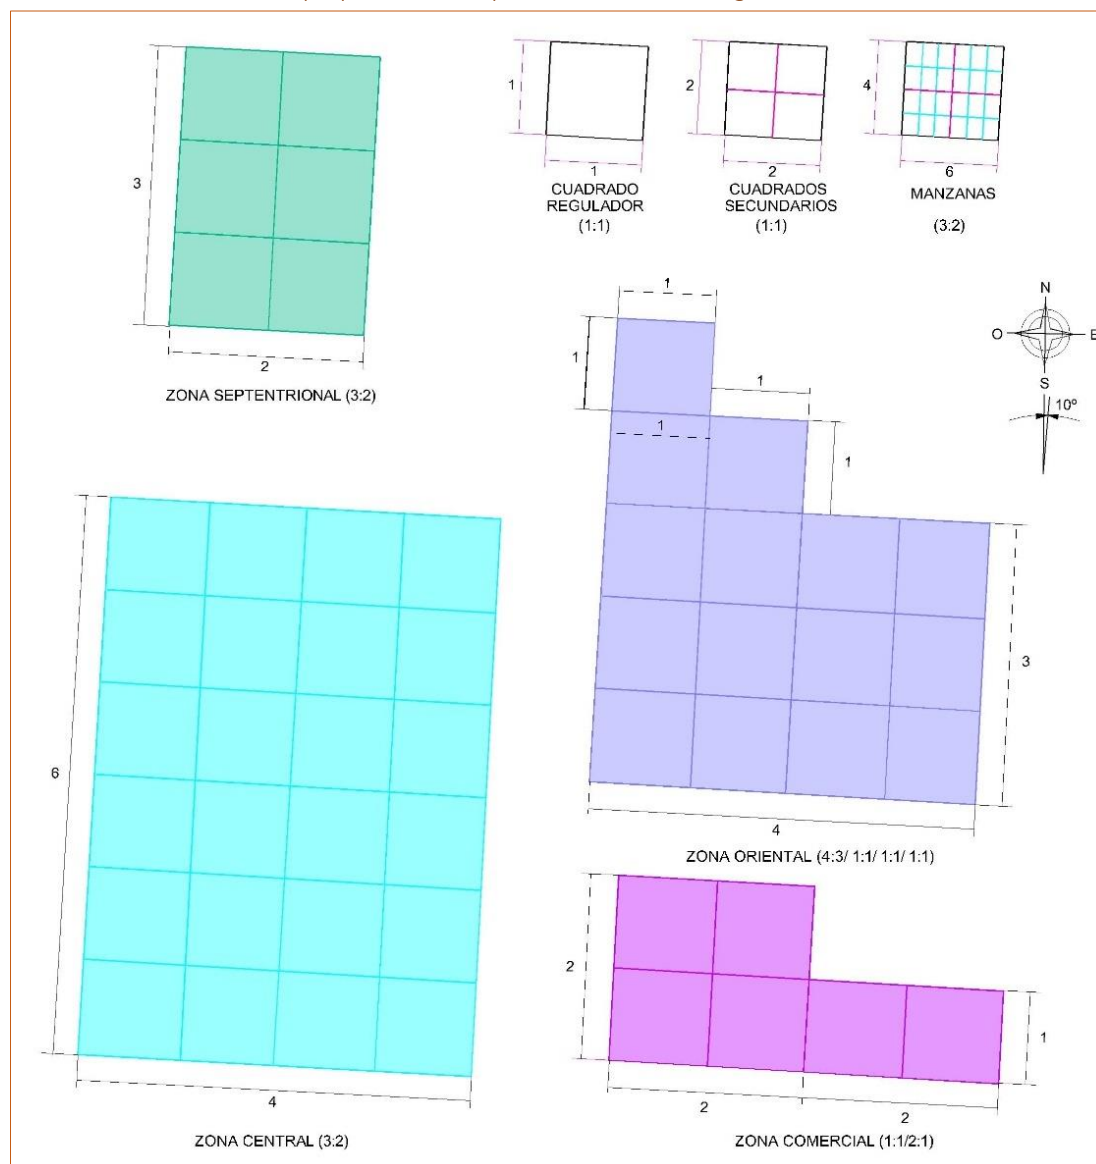 3
2
ZONA SEPTENTRIONAL (3:2)
1
1
CUADRADO
REGULADOR
(1:1)
2
2
CUADRADOS
SECUNDARIOS
(1:1)
4
6
MANZANAS
(3:2)
1
1
1
1
1
3
4
ZONA ORIENTAL (4:3/ 1:1/ 1:1/ 1:1)
N
O
E
S
10º
6
4
ZONA CENTRAL (3:2)
2
1
2
2
ZONA COMERCIAL (1:1/2:1)